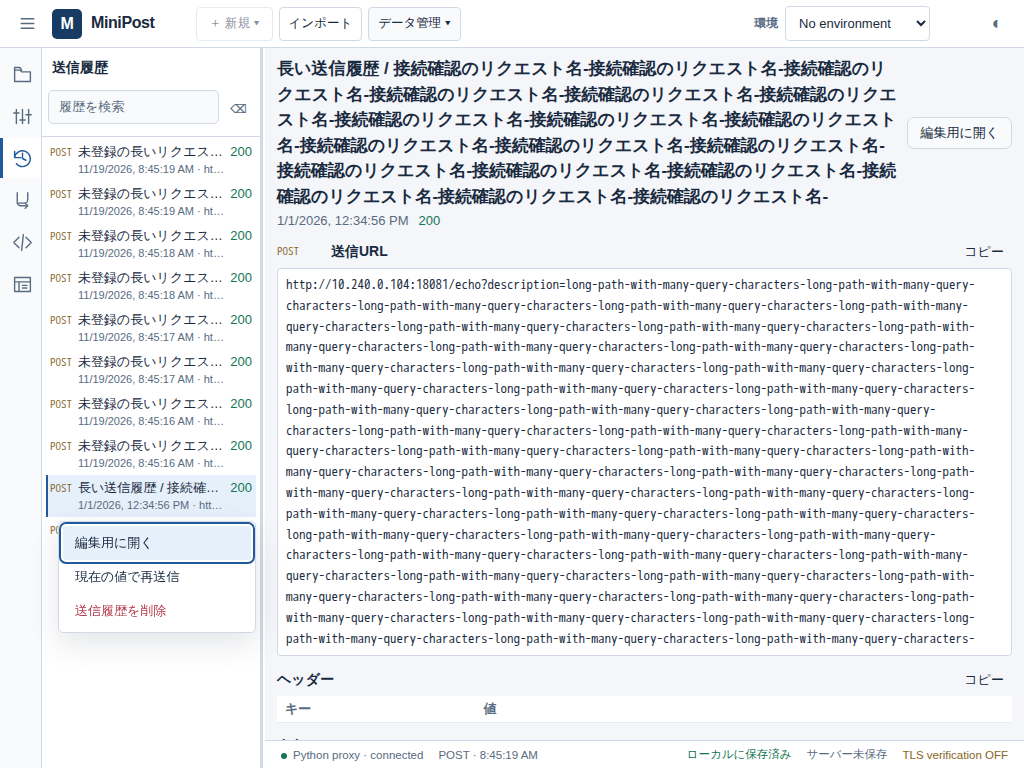 M MiniPost ＋ 新規 ▾ インポート データ管理 ▾ 環境 No environment
送信履歴
履歴を検索
POST 未登録の長いリクエス… 200
11/19/2026, 8:45:19 AM · ht…
POST 未登録の長いリクエス… 200
11/19/2026, 8:45:19 AM · ht…
POST 未登録の長いリクエス… 200
11/19/2026, 8:45:18 AM · ht…
POST 未登録の長いリクエス… 200
11/19/2026, 8:45:18 AM · ht…
POST 未登録の長いリクエス… 200
11/19/2026, 8:45:17 AM · ht…
POST 未登録の長いリクエス… 200
11/19/2026, 8:45:17 AM · ht…
POST 未登録の長いリクエス… 200
11/19/2026, 8:45:16 AM · ht…
POST 未登録の長いリクエス… 200
11/19/2026, 8:45:16 AM · ht…
POST 長い送信履歴 / 接続確… 200
1/1/2026, 12:34:56 PM · htt…
編集用に開く
現在の値で再送信
送信履歴を削除
長い送信履歴 / 接続確認のリクエスト名-接続確認のリクエスト名-接続確認のリ
クエスト名-接続確認のリクエスト名-接続確認のリクエスト名-接続確認のリクエ
スト名-接続確認のリクエスト名-接続確認のリクエスト名-接続確認のリクエスト
名-接続確認のリクエスト名-接続確認のリクエスト名-接続確認のリクエスト名-
接続確認のリクエスト名-接続確認のリクエスト名-接続確認のリクエスト名-接続
確認のリクエスト名-接続確認のリクエスト名-接続確認のリクエスト名-
編集用に開く
1/1/2026, 12:34:56 PM 200
POST 送信URL コピー
http://10.240.0.104:18081/echo?description=long-path-with-many-query-characters-long-path-with-many-query-
characters-long-path-with-many-query-characters-long-path-with-many-query-characters-long-path-with-many-
query-characters-long-path-with-many-query-characters-long-path-with-many-query-characters-long-path-with-
many-query-characters-long-path-with-many-query-characters-long-path-with-many-query-characters-long-path-
with-many-query-characters-long-path-with-many-query-characters-long-path-with-many-query-characters-long-
path-with-many-query-characters-long-path-with-many-query-characters-long-path-with-many-query-characters-
long-path-with-many-query-characters-long-path-with-many-query-characters-long-path-with-many-query-
characters-long-path-with-many-query-characters-long-path-with-many-query-characters-long-path-with-many-
query-characters-long-path-with-many-query-characters-long-path-with-many-query-characters-long-path-with-
many-query-characters-long-path-with-many-query-characters-long-path-with-many-query-characters-long-path-
with-many-query-characters-long-path-with-many-query-characters-long-path-with-many-query-characters-long-
path-with-many-query-characters-long-path-with-many-query-characters-long-path-with-many-query-characters-
long-path-with-many-query-characters-long-path-with-many-query-characters-long-path-with-many-query-
characters-long-path-with-many-query-characters-long-path-with-many-query-characters-long-path-with-many-
query-characters-long-path-with-many-query-characters-long-path-with-many-query-characters-long-path-with-
many-query-characters-long-path-with-many-query-characters-long-path-with-many-query-characters-long-path-
with-many-query-characters-long-path-with-many-query-characters-long-path-with-many-query-characters-long-
path-with-many-query-characters-long-path-with-many-query-characters-long-path-with-many-query-characters-
ヘッダー コピー
キー 値
Python proxy · connected POST · 8:45:19 AM ローカルに保存済み サーバー未保存 TLS verification OFF